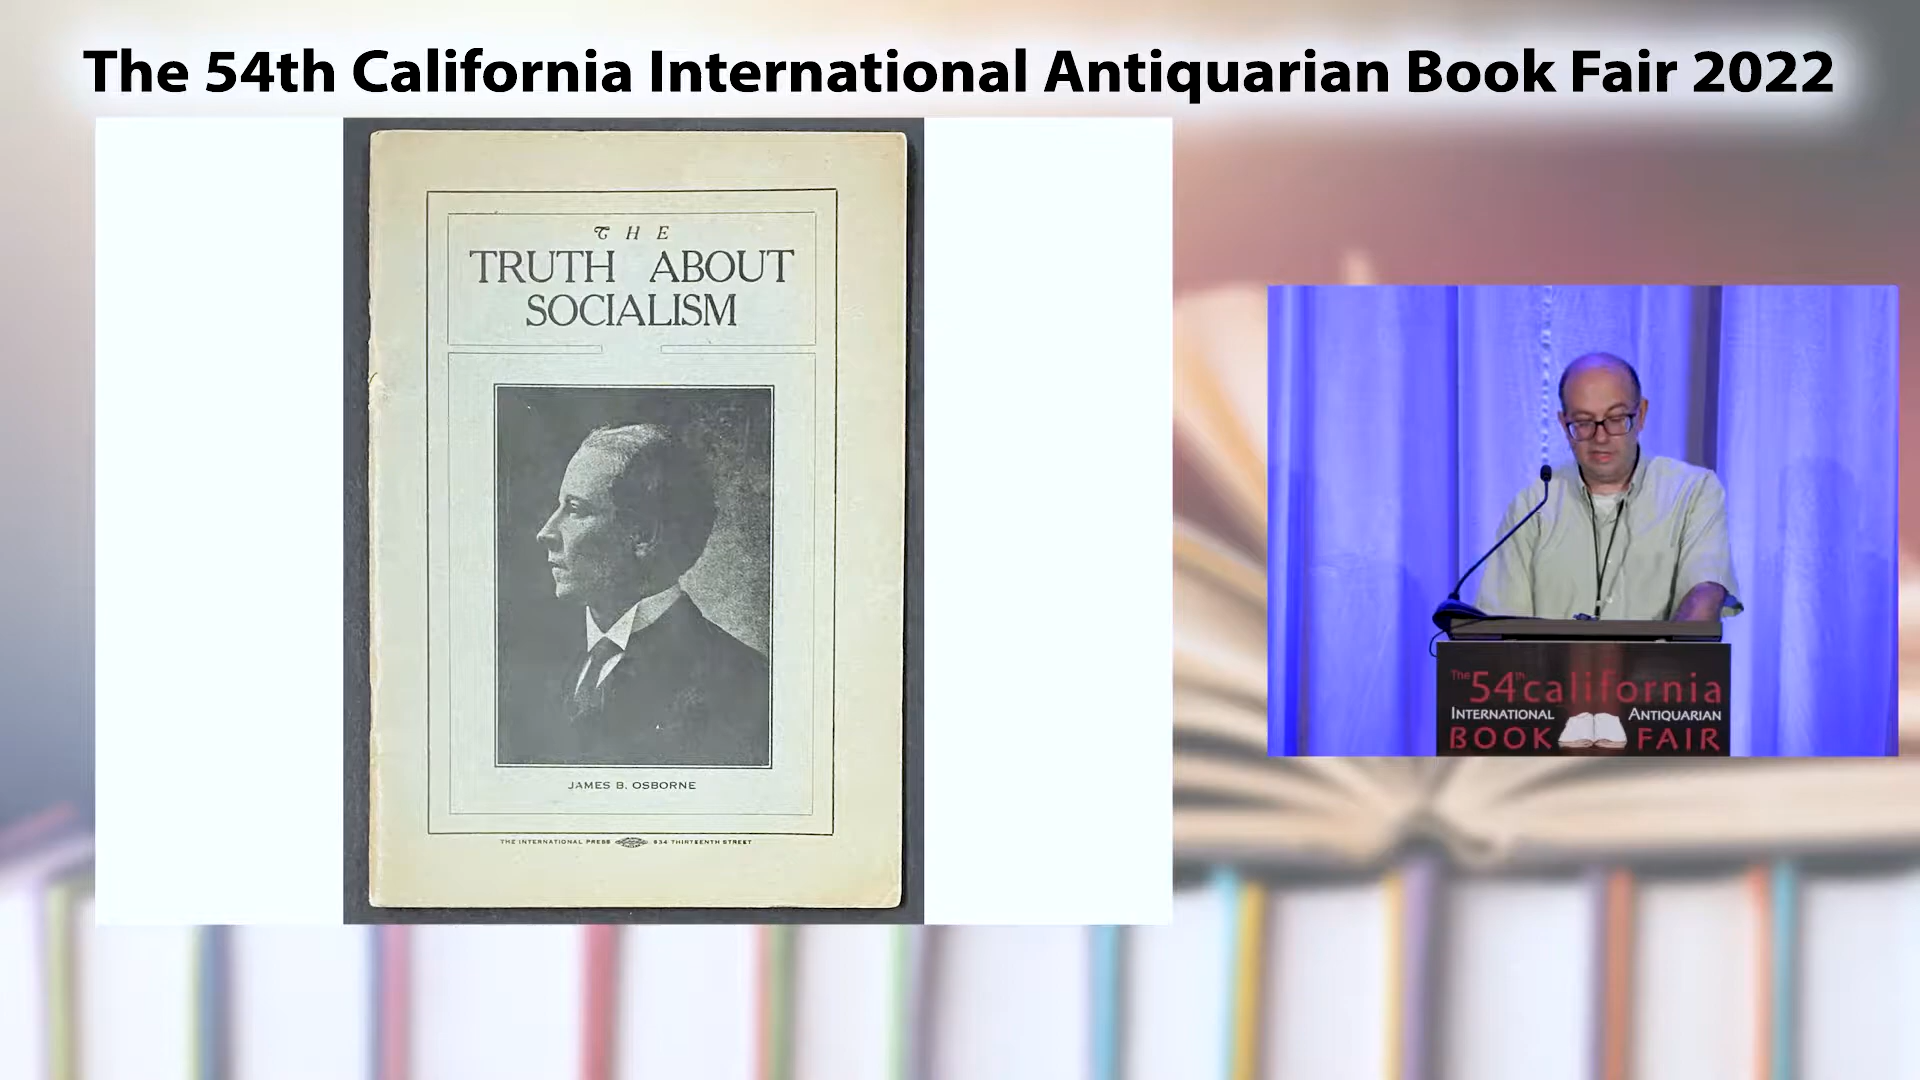 The 54th California International Antiquarian Book Fair 2022
THE
TRUTH ABOUT
SOCIALISM
JAMES B. OSBORNE
THE INTERNATIONAL PRESS 934 THIRTEENTH STREET
The 54th california
INTERNATIONAL ANTIQUARIAN
BOOK FAIR